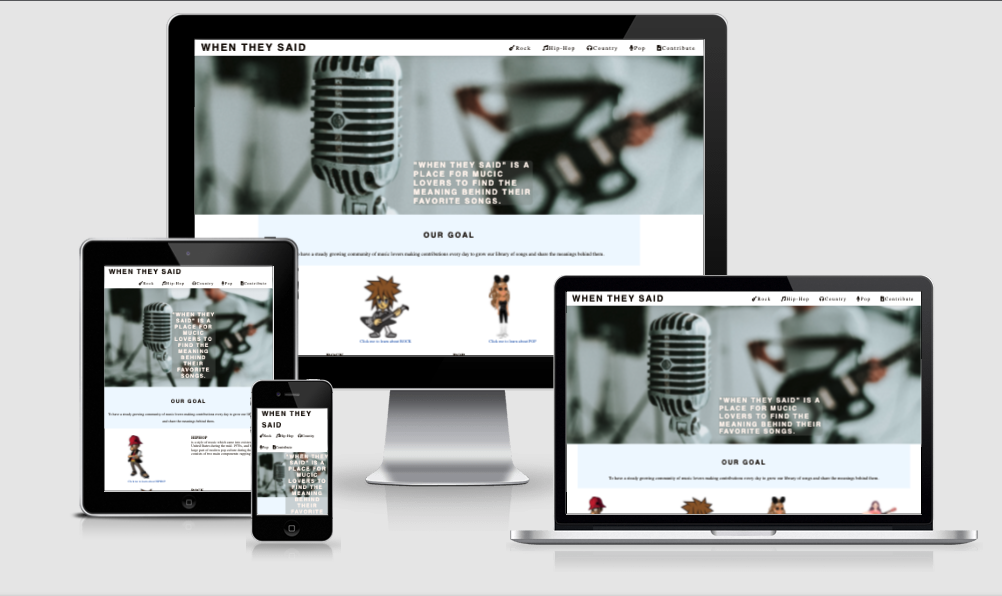 WHEN THEY SAID
Rock Hip-Hop Country Pop Contribute
"WHEN THEY SAID" IS A
PLACE FOR MUCIC
LOVERS TO FIND THE
MEANING BEHIND THEIR
FAVORITE SONGS.
OUR GOAL
have a steady growing community of music lovers making contributions every day to grow our library of songs and share the meanings behind them.
Click me to learn about ROCK
Click me to learn about POP
WHEN THEY SAID
Rock Hip-Hop Country Pop Contribute
"WHEN THEY
SAID" IS A
PLACE FOR
MUCIC
LOVERS TO
FIND THE
MEANING
BEHIND
THEIR
FAVORITE
SONGS.
OUR GOAL
To have a steady growing community of music lovers making contributions every day to grow our
and share the meanings behind them.
HIPHOP
WHEN THEY
SAID
Rock Hip-Hop Country
Pop Contribute
"WHEN THEY
SAID" IS A
PLACE FOR
MUCIC
LOVERS TO
FIND THE
MEANING
BEHIND
THEIR
FAVORITE
WHEN THEY SAID
Rock Hip-Hop Country Pop Contribute
"WHEN THEY SAID" IS A
PLACE FOR MUCIC
LOVERS TO FIND THE
MEANING BEHIND THEIR
FAVORITE SONGS.
OUR GOAL
To have a steady growing community of music lovers making contributions every day to grow our library of songs and share the meanings behind them.